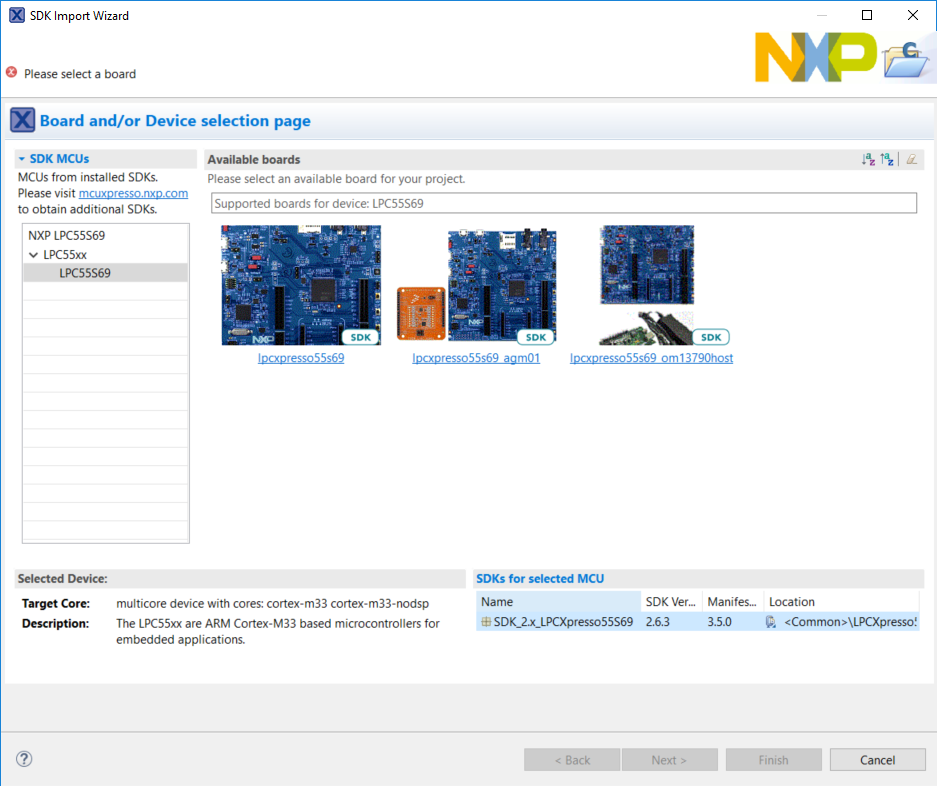 SDK Import Wizard
Please select a board
NXP
Board and/or Device selection page
SDK MCUs
MCUs from installed SDKs.
Please visit mcuxpresso.nxp.com
to obtain additional SDKs.
NXP LPC55S69
LPC55xx
LPC55S69
Available boards
Please select an available board for your project.
Supported boards for device: LPC55S69
SDK
SDK
SDK
lpcxpresso55s69
lpcxpresso55s69_agm01
lpcxpresso55s69_om13790host
Selected Device:
Target Core: multicore device with cores: cortex-m33 cortex-m33-nodsp
Description: The LPC55xx are ARM Cortex-M33 based microcontrollers for
embedded applications.
SDKs for selected MCU
Name SDK Ver... Manifes... Location
SDK_2.x_LPCXpresso55S69 2.6.3 3.5.0 <Common>\LPCXpresso5
< Back
Next >
Finish
Cancel